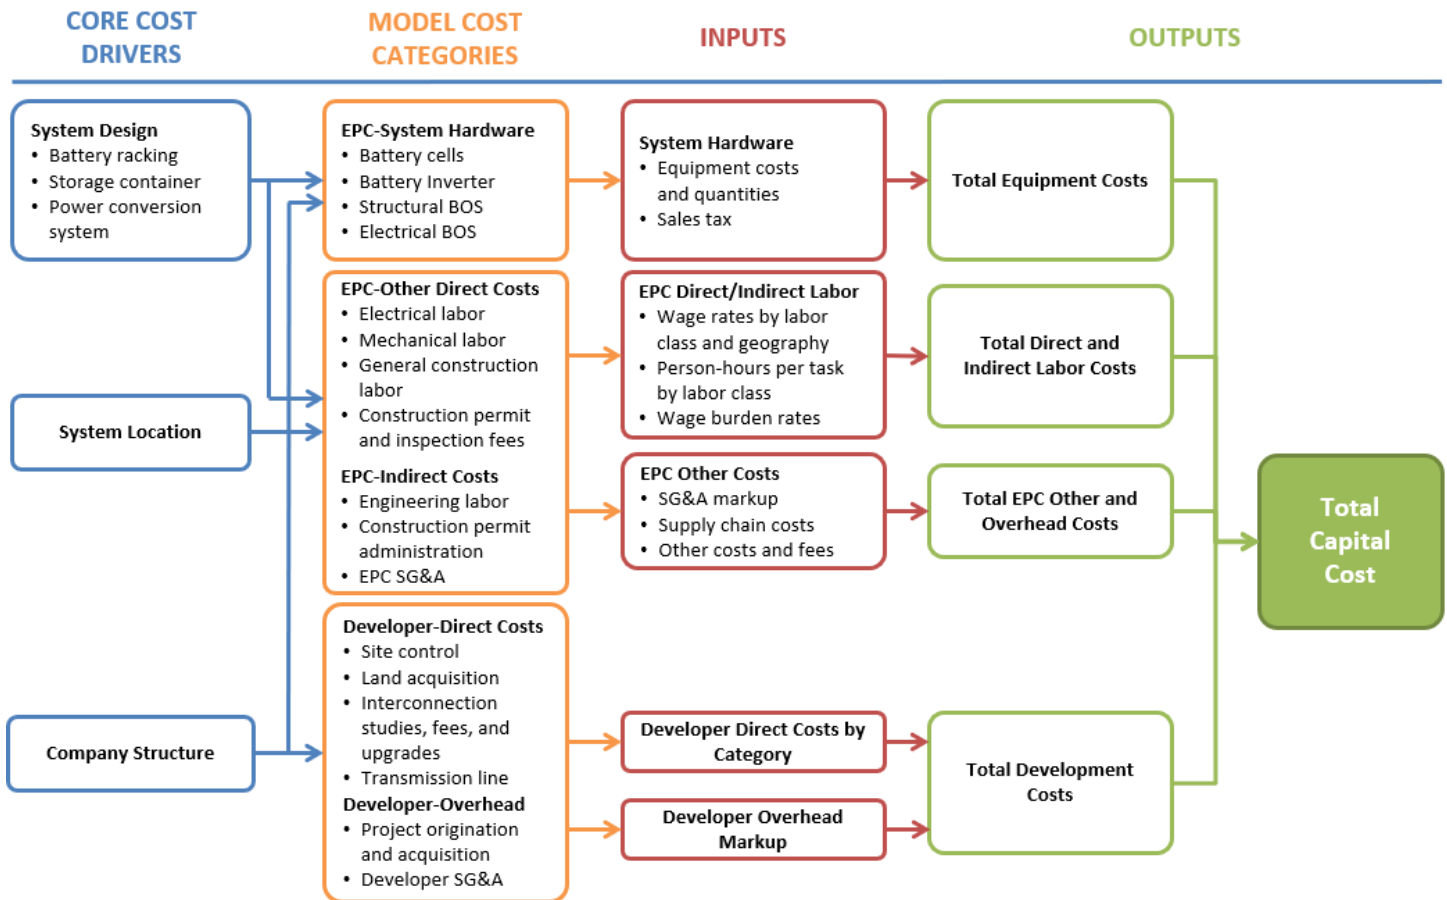 CORE COST
DRIVERS
MODEL COST
CATEGORIES
INPUTS
OUTPUTS
System Design
• Battery racking
• Storage container
• Power conversion
system
System Location
Company Structure
EPC-System Hardware
• Battery cells
• Battery Inverter
• Structural BOS
• Electrical BOS
EPC-Other Direct Costs
• Electrical labor
• Mechanical labor
• General construction
labor
• Construction permit
and inspection fees
EPC-Indirect Costs
• Engineering labor
• Construction permit
administration
• EPC SG&A
Developer-Direct Costs
• Site control
• Land acquisition
• Interconnection
studies, fees, and
upgrades
• Transmission line
Developer-Overhead
• Project origination
and acquisition
• Developer SG&A
System Hardware
• Equipment costs
and quantities
• Sales tax
EPC Direct/Indirect Labor
• Wage rates by labor
class and geography
• Person-hours per task
by labor class
• Wage burden rates
EPC Other Costs
• SG&A markup
• Supply chain costs
• Other costs and fees
Developer Direct Costs by
Category
Developer Overhead
Markup
Total Equipment Costs
Total Direct and
Indirect Labor Costs
Total EPC Other and
Overhead Costs
Total Development
Costs
Total
Capital
Cost